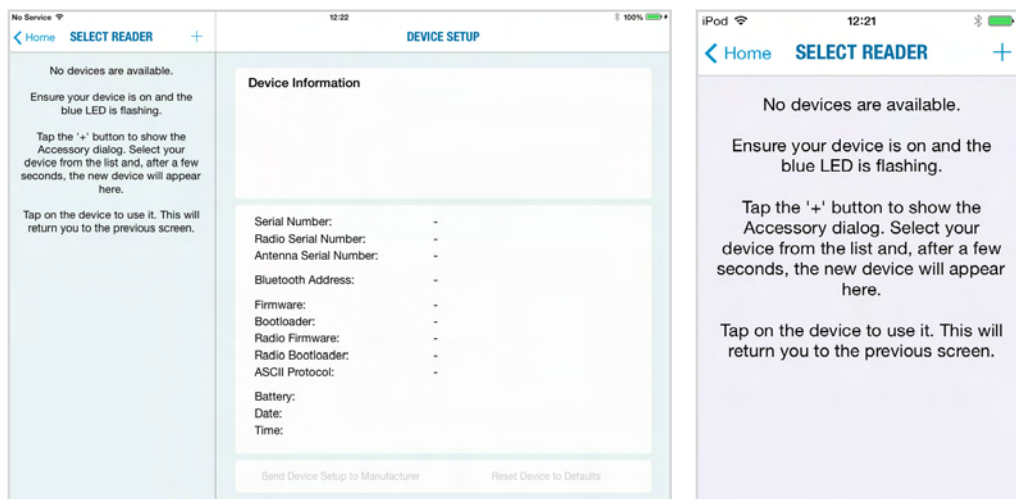 No Service 12:22 100%
Home SELECT READER + DEVICE SETUP
No devices are available.
Ensure your device is on and the
blue LED is flashing.
Tap the '+' button to show the
Accessory dialog. Select your
device from the list and, after a few
seconds, the new device will appear
here.
Tap on the device to use it. This will
return you to the previous screen.
Device Information
Serial Number: -
Radio Serial Number: -
Antenna Serial Number: -
Bluetooth Address: -
Firmware: -
Bootloader: -
Radio Firmware: -
Radio Bootloader: -
ASCII Protocol: -
Battery:
Date:
Time:
Send Device Setup to Manufacturer Reset Device to Defaults
iPod 12:21
Home SELECT READER +
No devices are available.
Ensure your device is on and the
blue LED is flashing.
Tap the '+' button to show the
Accessory dialog. Select your
device from the list and, after a few
seconds, the new device will appear
here.
Tap on the device to use it. This will
return you to the previous screen.